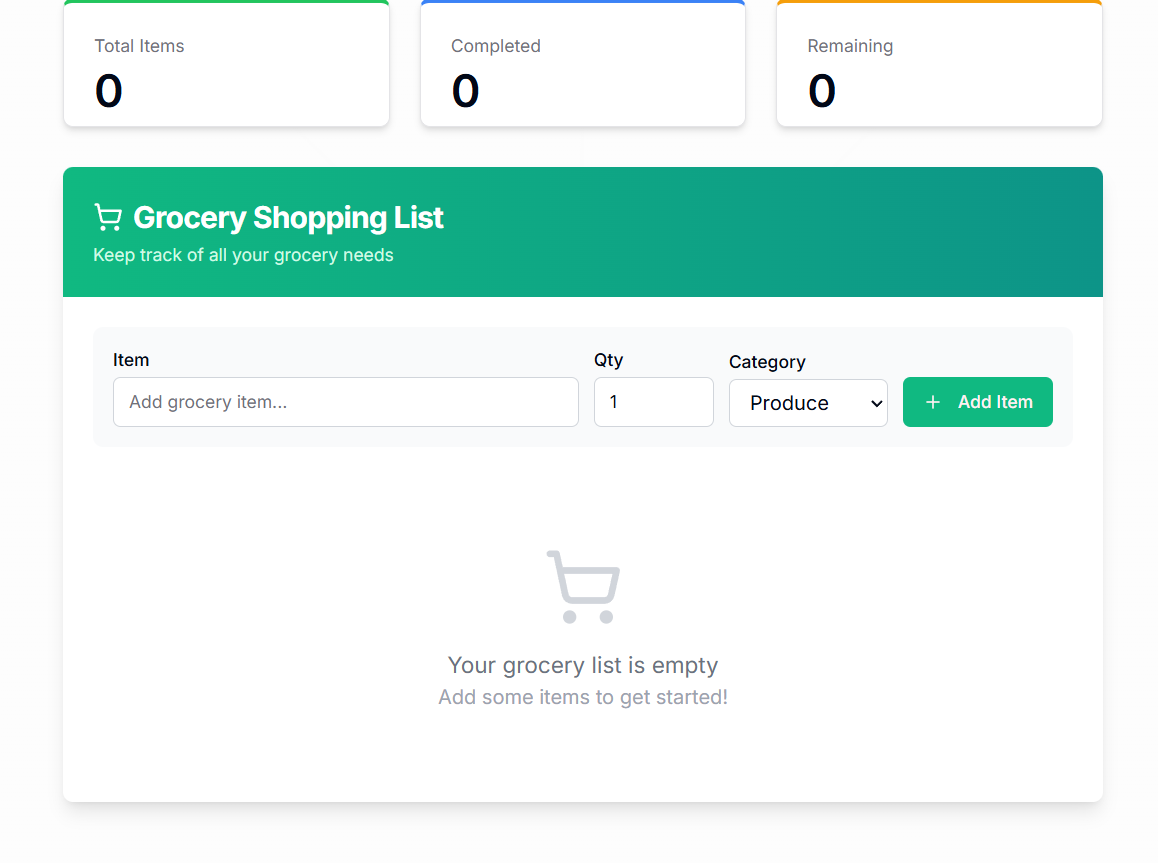 Total Items
Completed
Remaining
0
0
0
Grocery Shopping List
Keep track of all your grocery needs
Item
Qty
Category
Add grocery item...
1
Produce
Add Item
Your grocery list is empty
Add some items to get started!